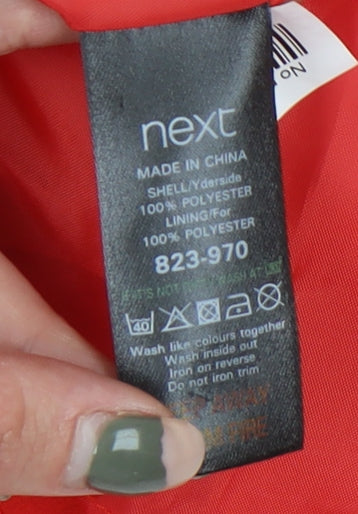 next
MADE IN CHINA
SHELL/Yderside
100% POLYESTER
LINING/For
100% POLYESTER
823-970
40
Wash like colours together
Wash inside out
Iron on reverse
Do not iron trim